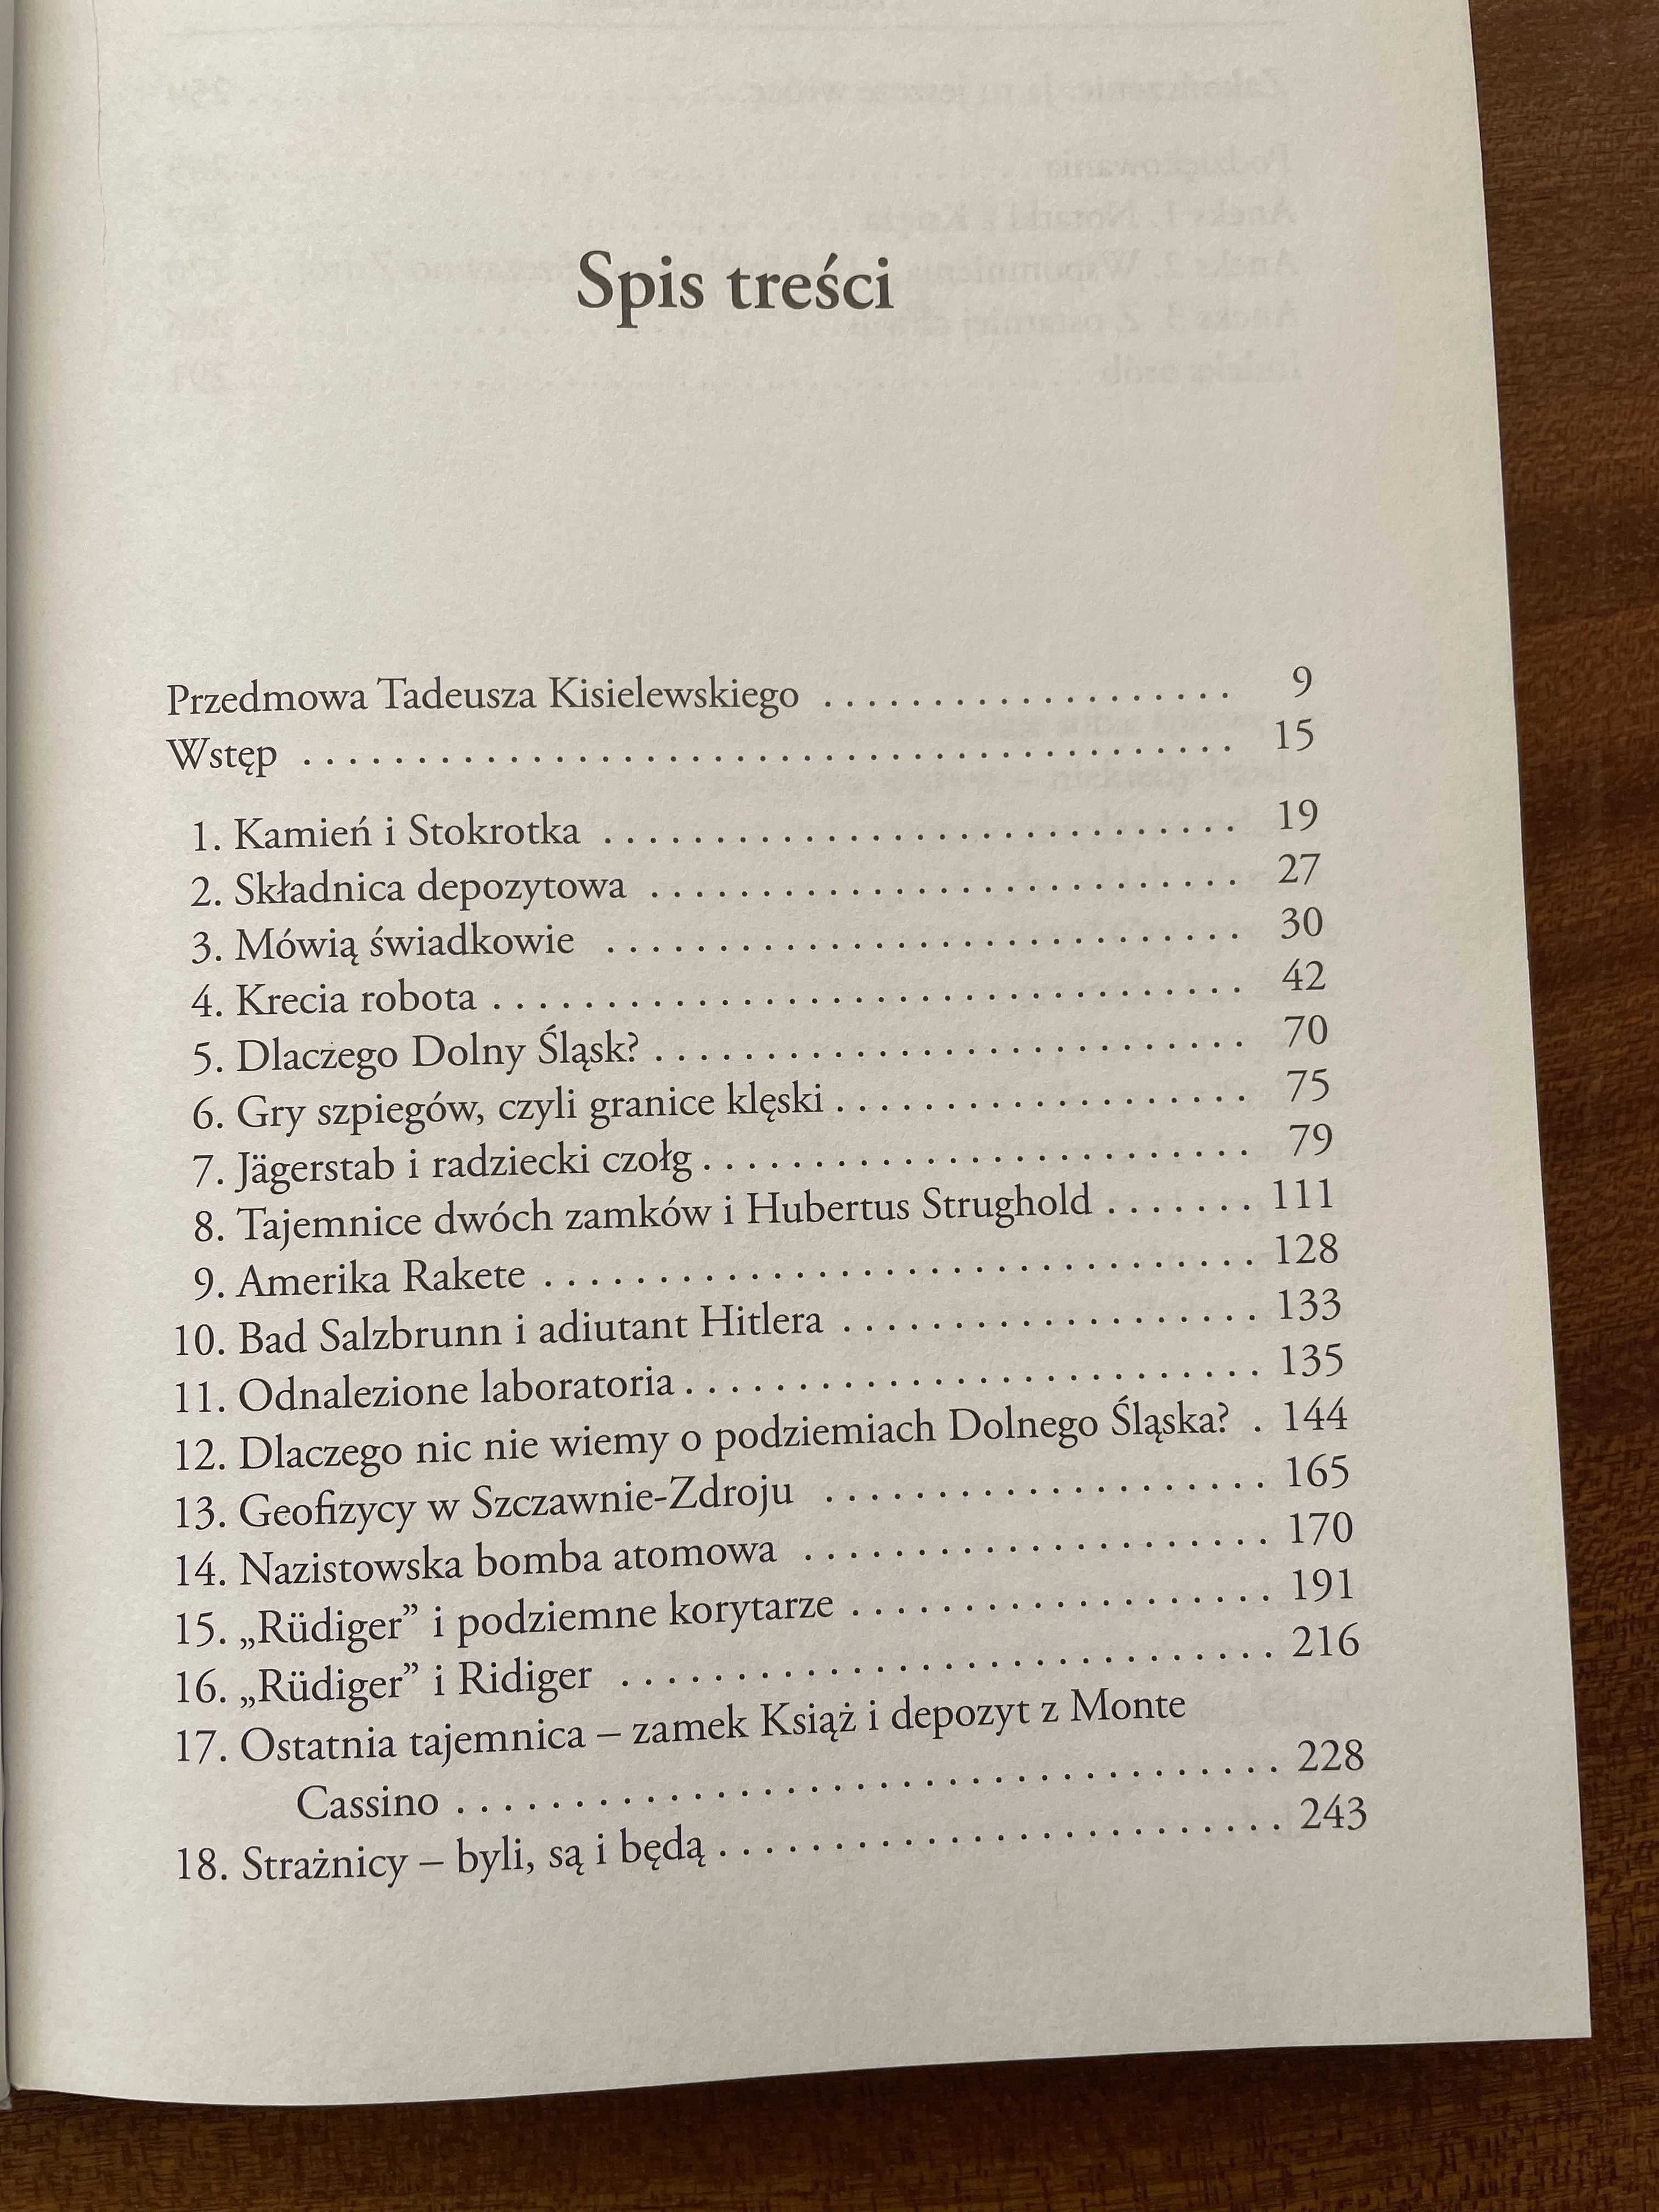 Spis treści
Przedmowa Tadeusza Kisielewskiego . . . . . . . . . . . . . . . . . . . 9
Wstęp . . . . . . . . . . . . . . . . . . . . . . . . . . . . . . . . . . . . . . . . . 15
1. Kamień i Stokrotka . . . . . . . . . . . . . . . . . . . . . . . . . . . . 19
2. Składnica depozytowa . . . . . . . . . . . . . . . . . . . . . . . . . . 27
3. Mówią świadkowie . . . . . . . . . . . . . . . . . . . . . . . . . . . . 30
4. Krecia robota . . . . . . . . . . . . . . . . . . . . . . . . . . . . . . . . . 42
5. Dlaczego Dolny Śląsk? . . . . . . . . . . . . . . . . . . . . . . . . . . 70
6. Gry szpiegów, czyli granice klęski . . . . . . . . . . . . . . . . . . . 75
7. Jägerstab i radziecki czołg . . . . . . . . . . . . . . . . . . . . . . . . . 79
8. Tajemnice dwóch zamków i Hubertus Strughold . . . . . . . 111
9. Amerika Rakete . . . . . . . . . . . . . . . . . . . . . . . . . . . . . . . . 128
10. Bad Salzbrunn i adiutant Hitlera . . . . . . . . . . . . . . . . . . . 133
11. Odnalezione laboratoria . . . . . . . . . . . . . . . . . . . . . . . . . . 135
12. Dlaczego nic nie wiemy o podziemiach Dolnego Śląska? . 144
13. Geofizycy w Szczawnie-Zdroju . . . . . . . . . . . . . . . . . . . . 165
14. Nazistowska bomba atomowa . . . . . . . . . . . . . . . . . . . . . 170
15. „Rüdiger” i podziemne korytarze . . . . . . . . . . . . . . . . . . . 191
16. „Rüdiger” i Ridiger . . . . . . . . . . . . . . . . . . . . . . . . . . . . . 216
17. Ostatnia tajemnica – zamek Książ i depozyt z Monte
Cassino . . . . . . . . . . . . . . . . . . . . . . . . . . . . . . . . . . . . 228
18. Strażnicy – byli, są i będą . . . . . . . . . . . . . . . . . . . . . . . . . 243